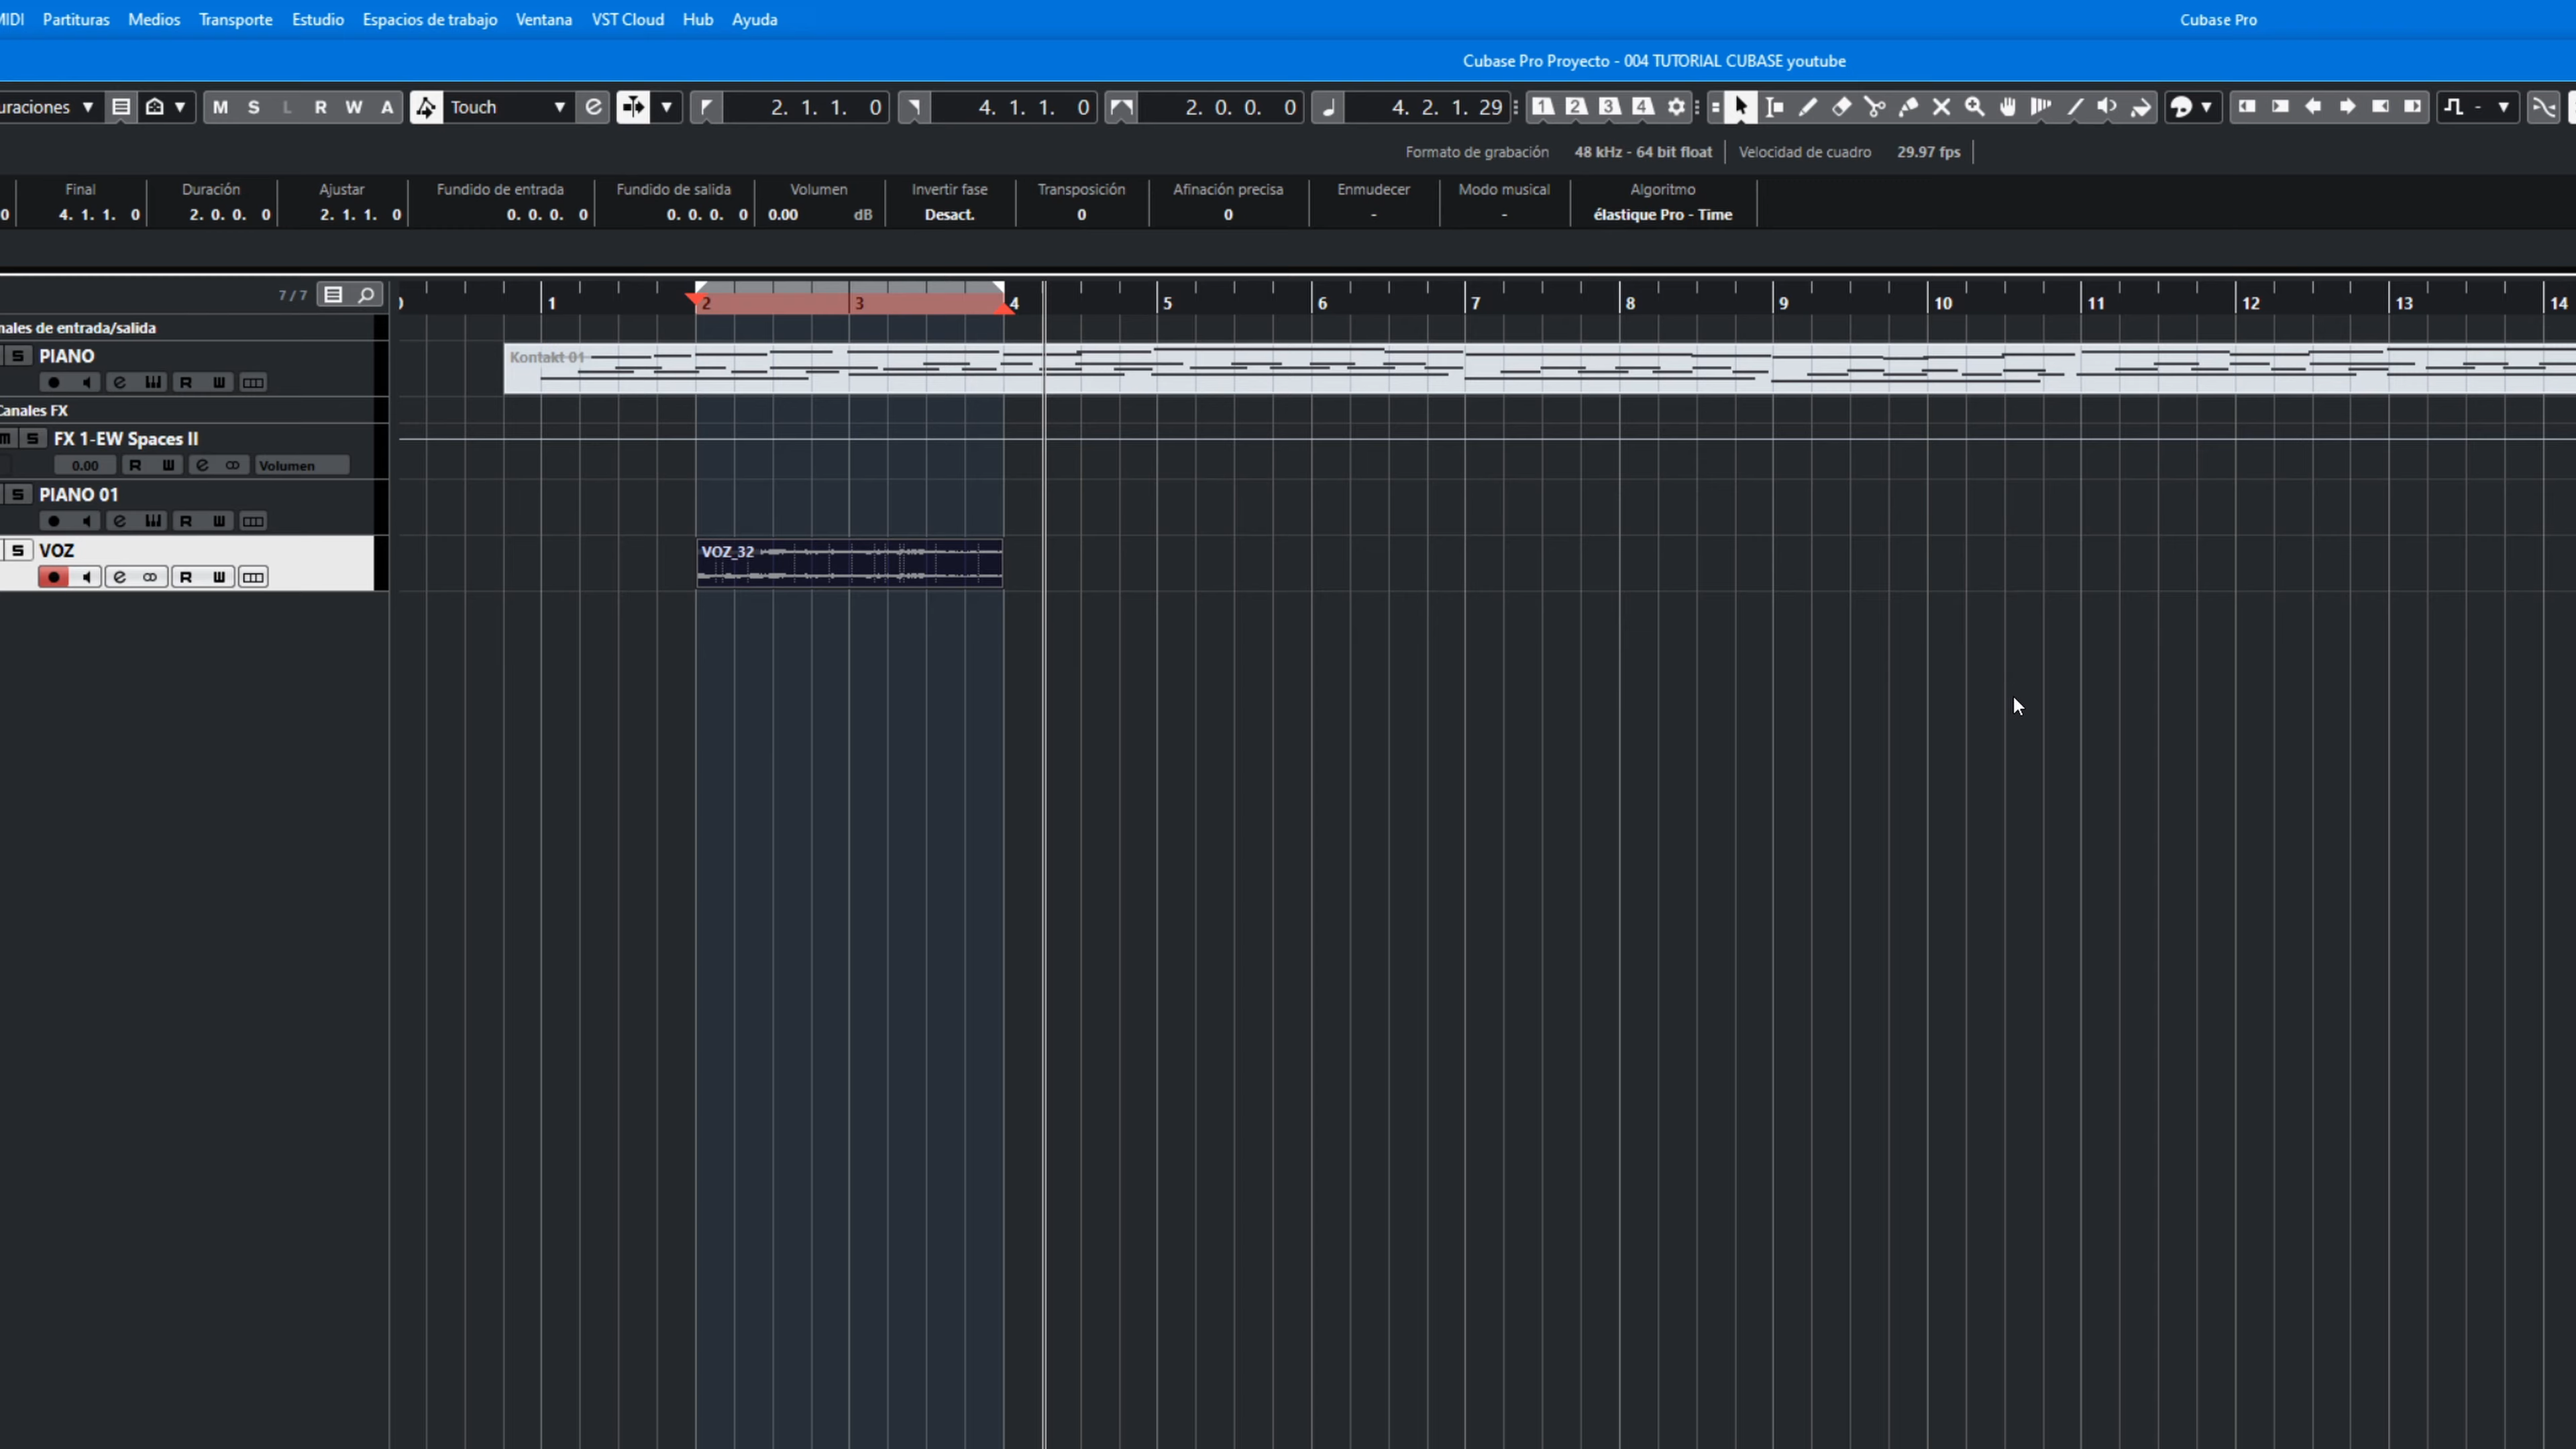 MIDI Partituras Medios Transporte Estudio Espacios de trabajo Ventana VST Cloud Hub Ayuda Cubase Pro
Cubase Pro Proyecto - 004 TUTORIAL CUBASE youtube
uraciones M S L R W A Touch 2. 1. 1. 0 4. 1. 1. 0 2. 0. 0. 0 4. 2. 1. 29 1 2 3 4 -
Formato de grabación 48 kHz - 64 bit float Velocidad de cuadro 29.97 fps
Final Duración Ajustar Fundido de entrada Fundido de salida Volumen Invertir fase Transposición Afinación precisa Enmudecer Modo musical Algoritmo
0 4. 1. 1. 0 2. 0. 0. 0 2. 1. 1. 0 0. 0. 0. 0 0. 0. 0. 0 0.00 dB Desact. 0 0 - - élastique Pro - Time
7 / 7 1 2 3 4 5 6 7 8 9 10 11 12 13 14
nales de entrada/salida
S PIANO Kontakt 01
e R W
Canales FX
m S FX 1-EW Spaces II
0.00 R W e Volumen
S PIANO 01
e R W
S VOZ VOZ_32
e R W